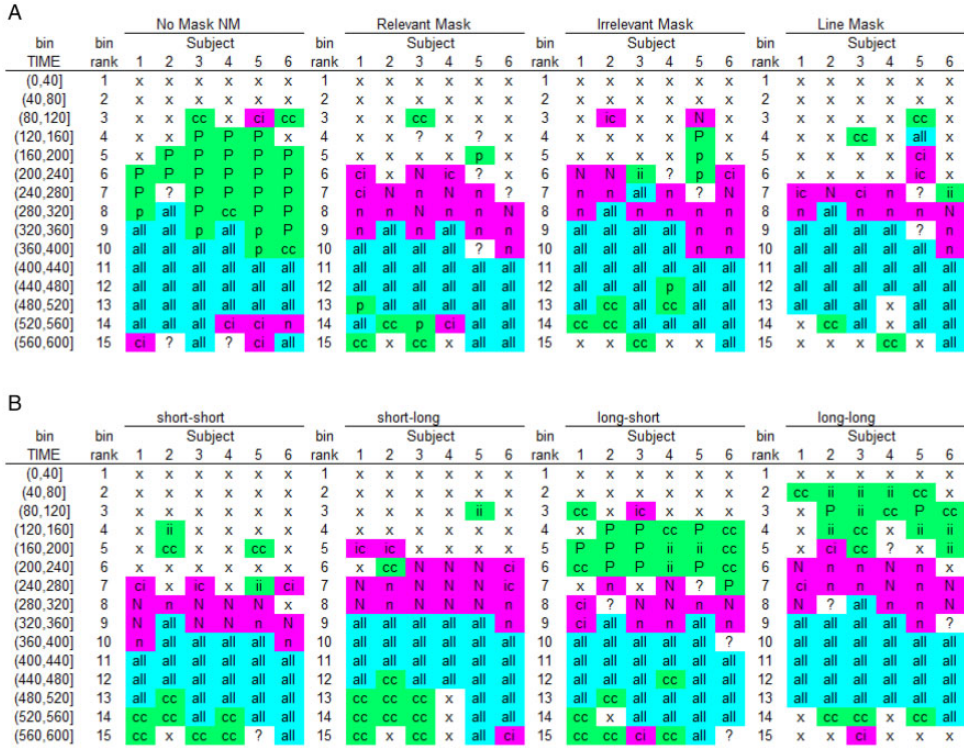 A
No Mask NM Relevant Mask Irrelevant Mask Line Mask
bin bin Subject bin Subject bin Subject bin Subject
TIME rank 1 2 3 4 5 6 rank 1 2 3 4 5 6 rank 1 2 3 4 5 6 rank 1 2 3 4 5 6
(0,40] 1 x x x x x x 1 x x x x x x 1 x x x x x x 1 x x x x x x
(40,80] 2 x x x x x x 2 x x x x x x 2 x x x x x x 2 x x x x x x
(80,120] 3 x x cc x ci cc 3 x x cc x x x 3 x ic x x N x 3 x x x x cc x
(120,160] 4 x x P P P x 4 x x ? x ? x 4 x x x x P x 4 x x cc x all x
(160,200] 5 x P P P P P 5 x x x x p x 5 x x x x p x 5 x x x x ci x
(200,240] 6 P P P P P P 6 ci x N ic ? x 6 N N ii ? p ci 6 x x x x ic x
(240,280] 7 P ? P P P P 7 ci N n N n ? 7 n n all n ? N 7 ic N ci n ? ii
(280,320] 8 p all P cc P P 8 n n N n n N 8 n all n n n n 8 n all n n n N
(320,360] 9 all all p all p P 9 n all n all n n 9 all all all all n n 9 all all all all ? n
(360,400] 10 all all all all p cc 10 all all all all ? n 10 all all all all n n 10 all all all all all n
(400,440] 11 all all all all all all 11 all all all all all all 11 all all all all all all 11 all all all all all all
(440,480] 12 all all all all all all 12 all all all all all all 12 all all all p all all 12 all all all all all all
(480,520] 13 all all all all all all 13 p all all all all all 13 all cc all cc all all 13 all all all x all all
(520,560] 14 all all all ci ci n 14 all cc p ci all all 14 cc cc all all all all 14 x cc all x all all
(560,600] 15 ci ? all ? ci all 15 cc x cc x all all 15 x x cc x x all 15 x x x cc x all
B
short-short short-long long-short long-long
bin bin Subject bin Subject bin Subject bin Subject
TIME rank 1 2 3 4 5 6 rank 1 2 3 4 5 6 rank 1 2 3 4 5 6 rank 1 2 3 4 5 6
(0,40] 1 x x x x x x 1 x x x x x x 1 x x x x x x 1 x x x x x x
(40,80] 2 x x x x x x 2 x x x x x x 2 x x x x x x 2 cc ii ii ii cc x
(80,120] 3 x x x x x x 3 x x x x ii x 3 cc x ic x x x 3 x P ii cc P cc
(120,160] 4 x ii x x x x 4 x x x x x x 4 x P P cc P cc 4 x ii cc x ii ii
(160,200] 5 x cc x x cc x 5 ic ic x x x x 5 P P P ii ii cc 5 x ci cc ? x ii
(200,240] 6 x x x x x x 6 x cc N N N ci 6 cc P P ii P cc 6 N n n N n x
(240,280] 7 ci x ic x ii ci 7 N n N N N ic 7 x n x N ? P 7 ci n n N n N
(280,320] 8 N n N N N x 8 N n N N N n 8 ci ? N N n N 8 N ? all n n N
(320,360] 9 N all N N n N 9 all all all all all n 9 ci all n n all n 9 all all all all n ?
(360,400] 10 n all all all all N 10 all all all all all all 10 all all all all all ? 10 all all all all all all
(400,440] 11 all all all all all all 11 all all all all all all 11 all all all all all all 11 all all all all all all
(440,480] 12 all all all all all all 12 all cc all all all all 12 all all all cc all all 12 all all all all all all
(480,520] 13 all cc all all all all 13 cc cc cc x all all 13 all cc all all all all 13 all all all all all all
(520,560] 14 cc cc all cc all all 14 cc cc cc x all all 14 cc x all all all all 14 x cc cc x cc all
(560,600] 15 cc x cc cc ? all 15 cc cc cc x all ci 15 cc cc ci cc all all 15 x x ci x x all